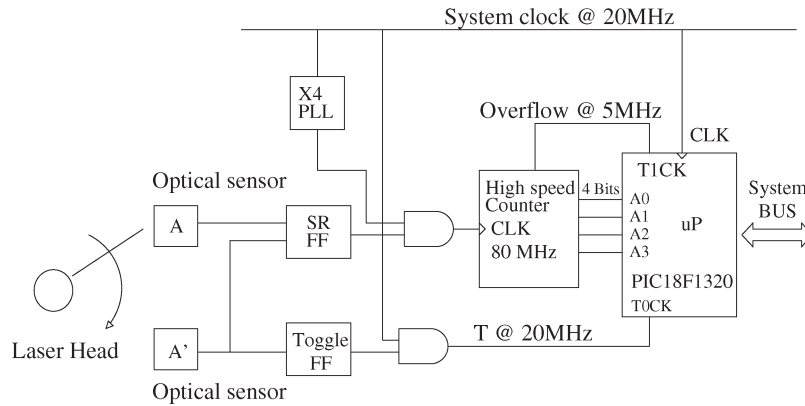 System clock @ 20MHz
X4
PLL
Overflow @ 5MHz
CLK
T1CK
Optical sensor
High speed
Counter
4 Bits
System
BUS
A
SR
FF
CLK
80 MHz
A0
A1
A2
A3
uP
PIC18F1320
T0CK
Laser Head
A'
Toggle
FF
T @ 20MHz
Optical sensor